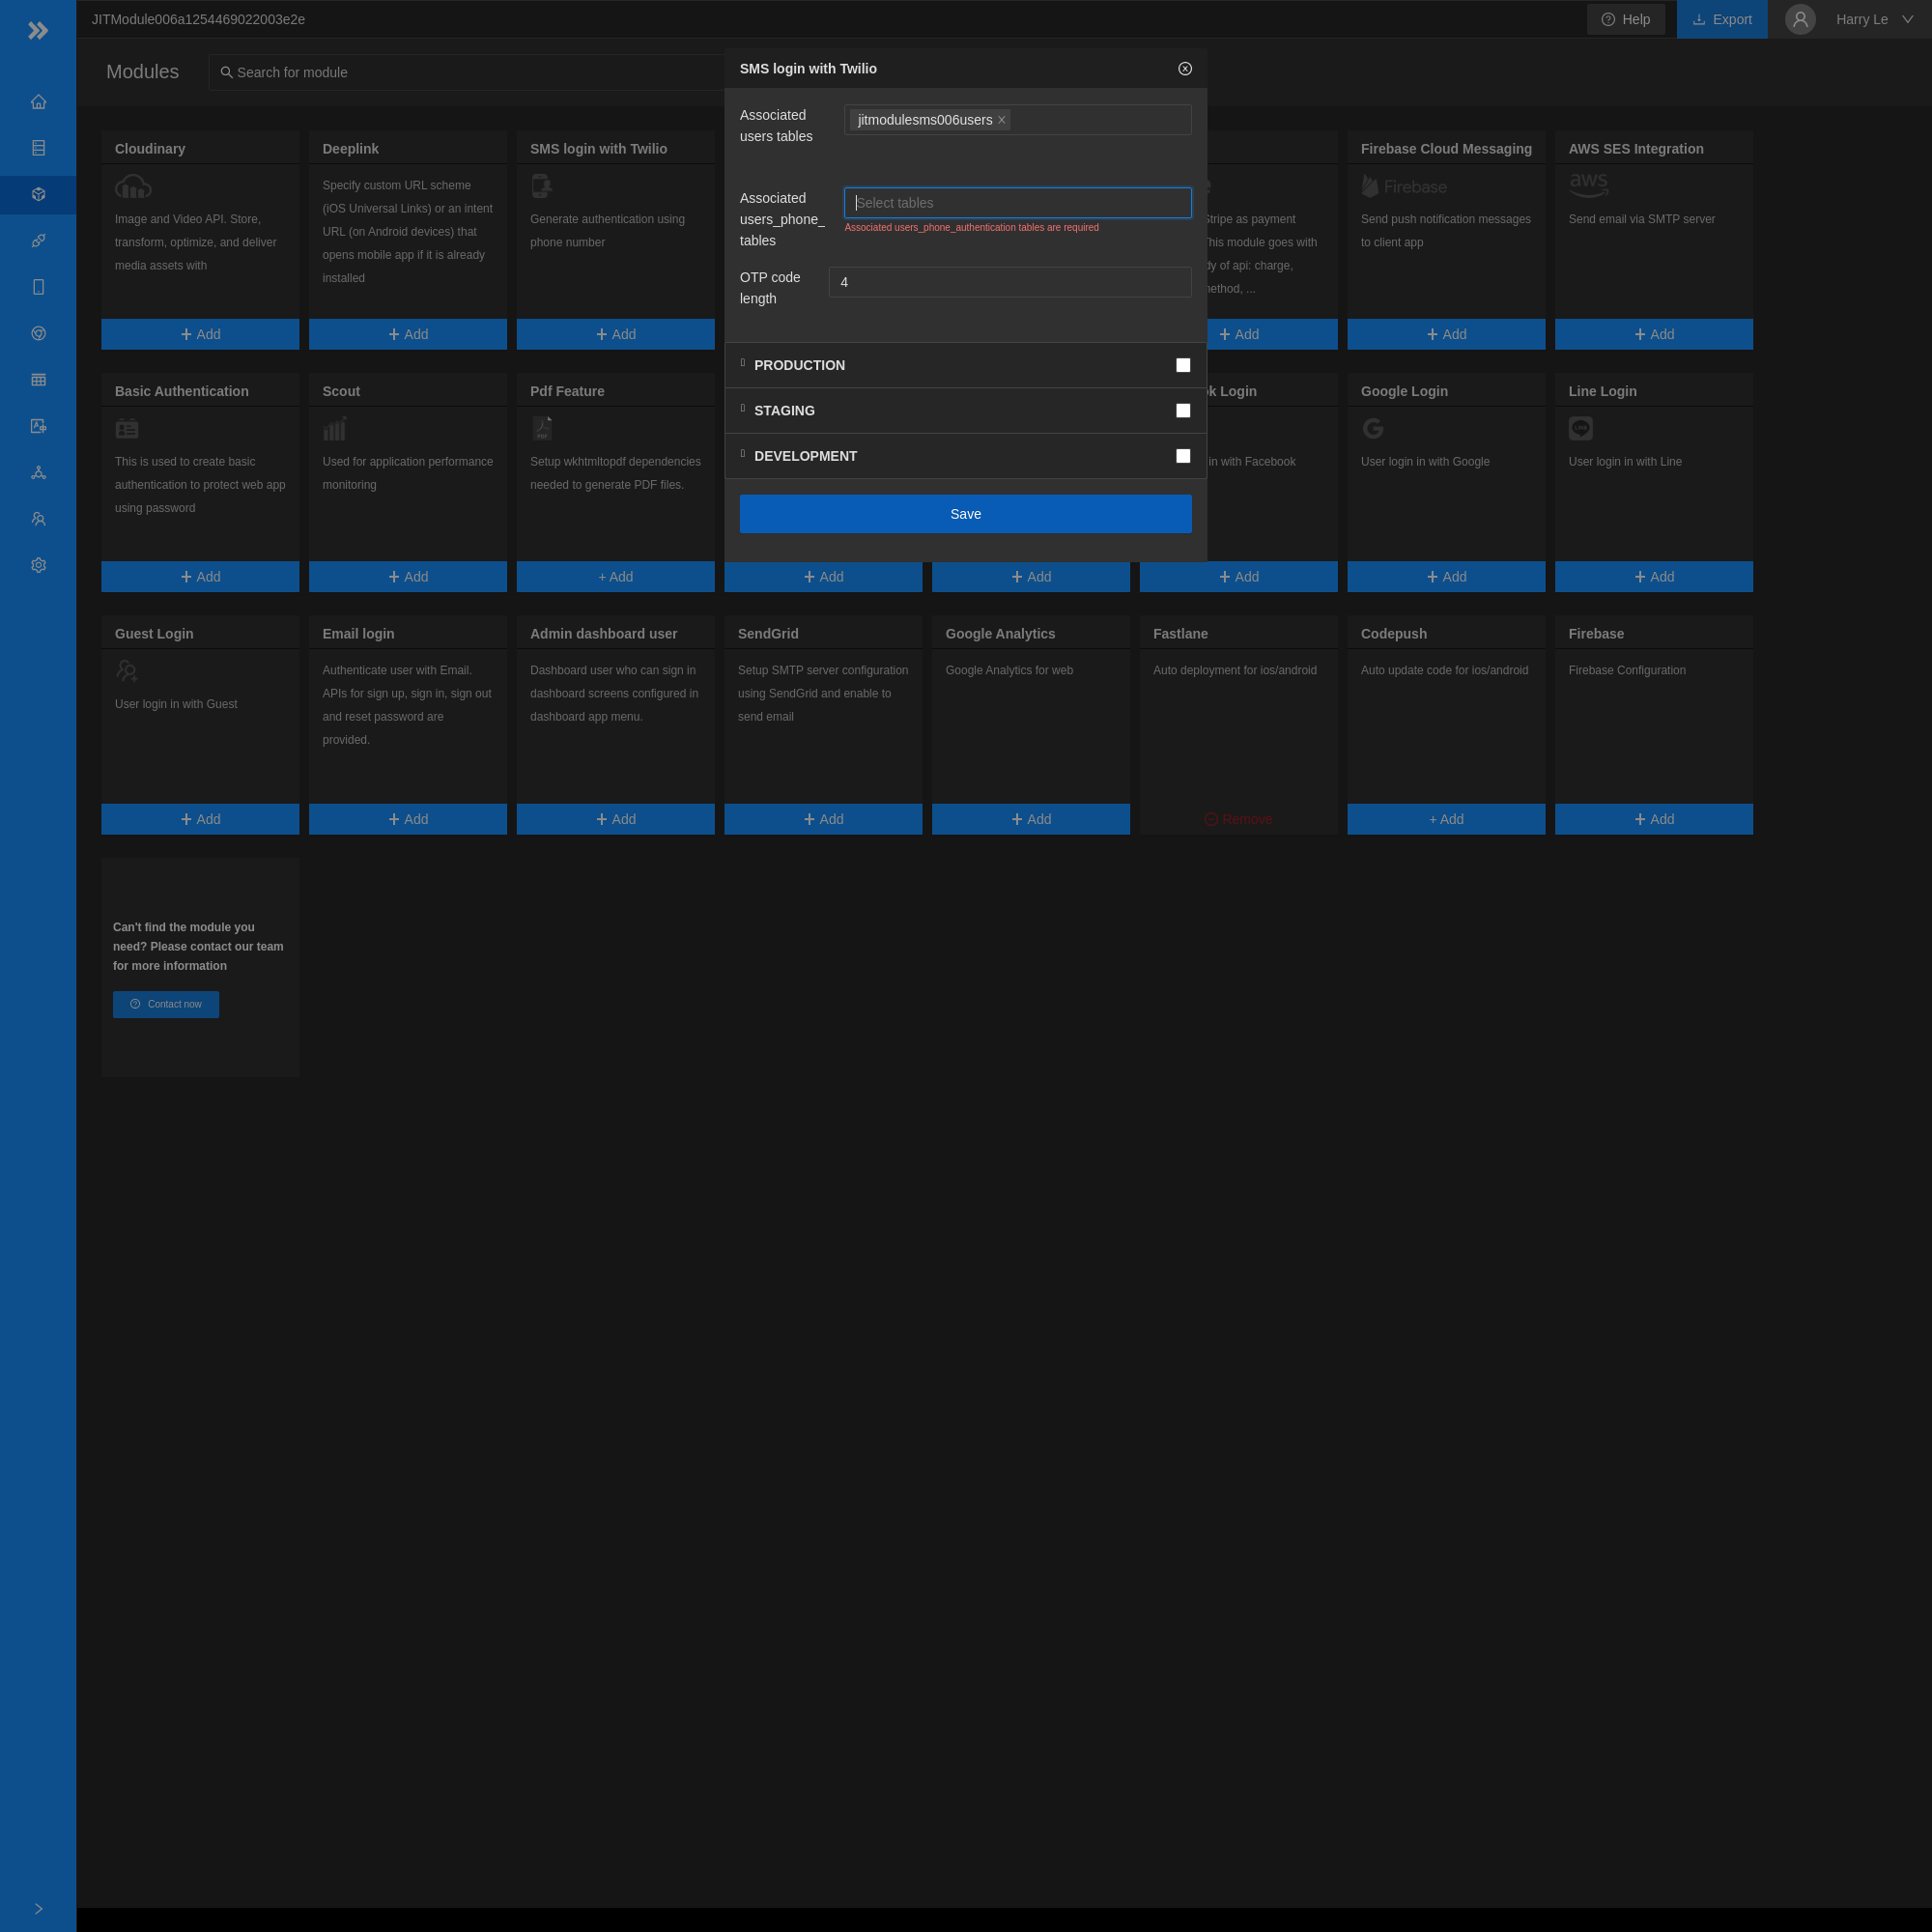 JITModule006a1254469022003e2e
Help
Export
Harry Le
Modules
Search for module
SMS login with Twilio
Associated
users tables
jitmodulesms006users
Associated
users_phone_
tables
Select tables
Associated users_phone_authentication tables are required
OTP code
length
4
PRODUCTION
STAGING
DEVELOPMENT
Save
Cloudinary
Image and Video API. Store,
transform, optimize, and deliver
media assets with
+ Add
Deeplink
Specify custom URL scheme
(iOS Universal Links) or an intent
URL (on Android devices) that
opens mobile app if it is already
installed
+ Add
SMS login with Twilio
Generate authentication using
phone number
+ Add
Stripe as payment
This module goes with
dy of api: charge,
nethod, ...
+ Add
Firebase Cloud Messaging
Firebase
Send push notification messages
to client app
+ Add
AWS SES Integration
aws
Send email via SMTP server
+ Add
Basic Authentication
This is used to create basic
authentication to protect web app
using password
+ Add
Scout
Used for application performance
monitoring
+ Add
Pdf Feature
PDF
Setup wkhtmltopdf dependencies
needed to generate PDF files.
+ Add
+ Add
+ Add
k Login
in with Facebook
+ Add
Google Login
User login in with Google
+ Add
Line Login
LINE
User login in with Line
+ Add
Guest Login
User login in with Guest
+ Add
Email login
Authenticate user with Email.
APIs for sign up, sign in, sign out
and reset password are
provided.
+ Add
Admin dashboard user
Dashboard user who can sign in
dashboard screens configured in
dashboard app menu.
+ Add
SendGrid
Setup SMTP server configuration
using SendGrid and enable to
send email
+ Add
Google Analytics
Google Analytics for web
+ Add
Fastlane
Auto deployment for ios/android
Remove
Codepush
Auto update code for ios/android
+ Add
Firebase
Firebase Configuration
+ Add
Can't find the module you
need? Please contact our team
for more information
Contact now